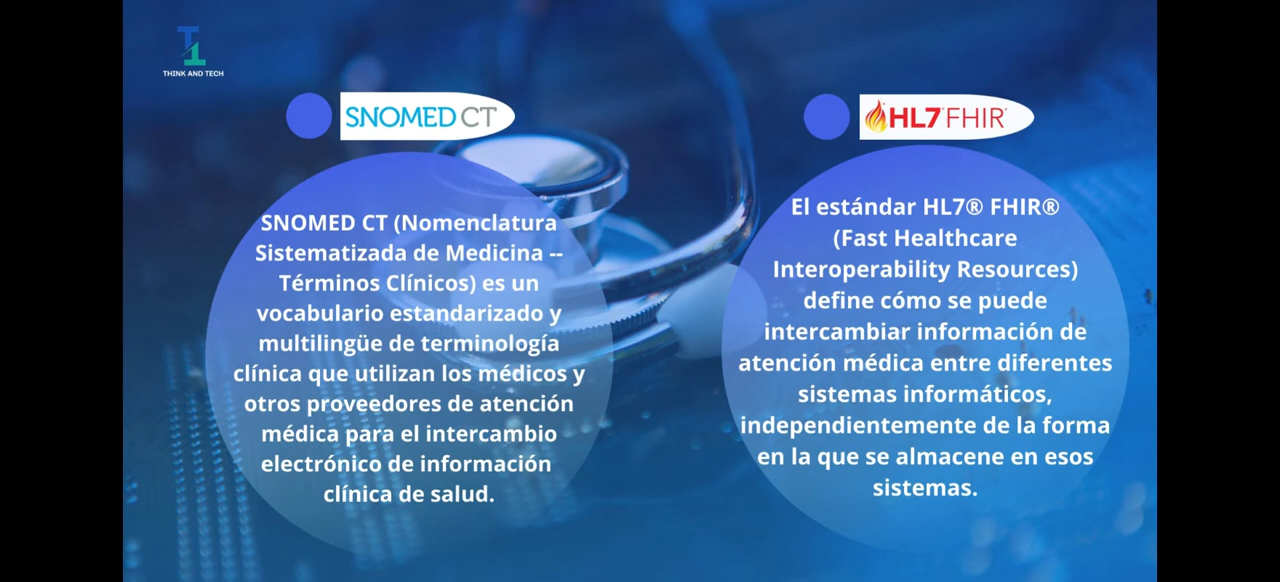 THINK AND TECH
SNOMED CT
SNOMED CT (Nomenclatura
Sistematizada de Medicina --
Términos Clínicos) es un
vocabulario estandarizado y
multilingüe de terminología
clínica que utilizan los médicos y
otros proveedores de atención
médica para el intercambio
electrónico de información
clínica de salud.
HL7 FHIR®
El estándar HL7® FHIR®
(Fast Healthcare
Interoperability Resources)
define cómo se puede
intercambiar información de
atención médica entre diferentes
sistemas informáticos,
independientemente de la forma
en la que se almacene en esos
sistemas.